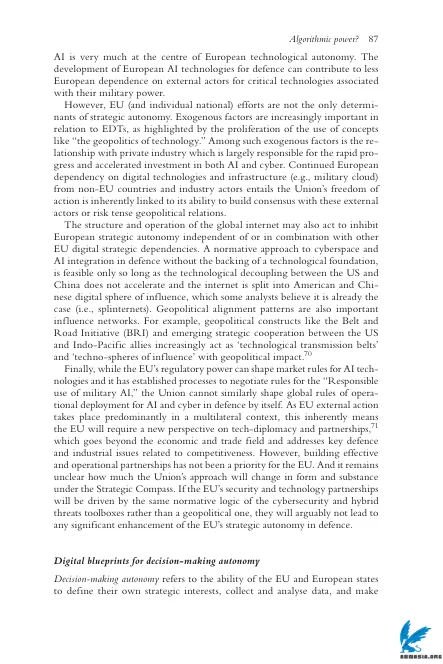 Algorithmic power? 87
AI is very much at the centre of European technological autonomy. The
development of European AI technologies for defence can contribute to less
European dependence on external actors for critical technologies associated
with their military power.
However, EU (and individual national) efforts are not the only determi-
nants of strategic autonomy. Exogenous factors are increasingly important in
relation to EDTs, as highlighted by the proliferation of the use of concepts
like “the geopolitics of technology.” Among such exogenous factors is the re-
lationship with private industry which is largely responsible for the rapid pro-
gress and accelerated investment in both AI and cyber. Continued European
dependency on digital technologies and infrastructure (e.g., military cloud)
from non-EU countries and industry actors entails the Union’s freedom of
action is inherently linked to its ability to build consensus with these external
actors or risk tense geopolitical relations.
The structure and operation of the global internet may also act to inhibit
European strategic autonomy independent of or in combination with other
EU digital strategic dependencies. A normative approach to cyberspace and
AI integration in defence without the backing of a technological foundation,
is feasible only so long as the technological decoupling between the US and
China does not accelerate and the internet is split into American and Chi-
nese digital sphere of influence, which some analysts believe it is already the
case (i.e., splinternets). Geopolitical alignment patterns are also important
influence networks. For example, geopolitical constructs like the Belt and
Road Initiative (BRI) and emerging strategic cooperation between the US
and Indo-Pacific allies increasingly act as ‘technological transmission belts’
and ‘techno-spheres of influence’ with geopolitical impact.70
Finally, while the EU’s regulatory power can shape market rules for AI tech-
nologies and it has established processes to negotiate rules for the “Responsible
use of military AI,” the Union cannot similarly shape global rules of opera-
tional deployment for AI and cyber in defence by itself. As EU external action
takes place predominantly in a multilateral context, this inherently means
the EU will require a new perspective on tech-diplomacy and partnerships,71
which goes beyond the economic and trade field and addresses key defence
and industrial issues related to competitiveness. However, building effective
and operational partnerships has not been a priority for the EU. And it remains
unclear how much the Union’s approach will change in form and substance
under the Strategic Compass. If the EU’s security and technology partnerships
will be driven by the same normative logic of the cybersecurity and hybrid
threats toolboxes rather than a geopolitical one, they will arguably not lead to
any significant enhancement of the EU’s strategic autonomy in defence.
Digital blueprints for decision-making autonomy
Decision-making autonomy refers to the ability of the EU and European states
to define their own strategic interests, collect and analyse data, and make